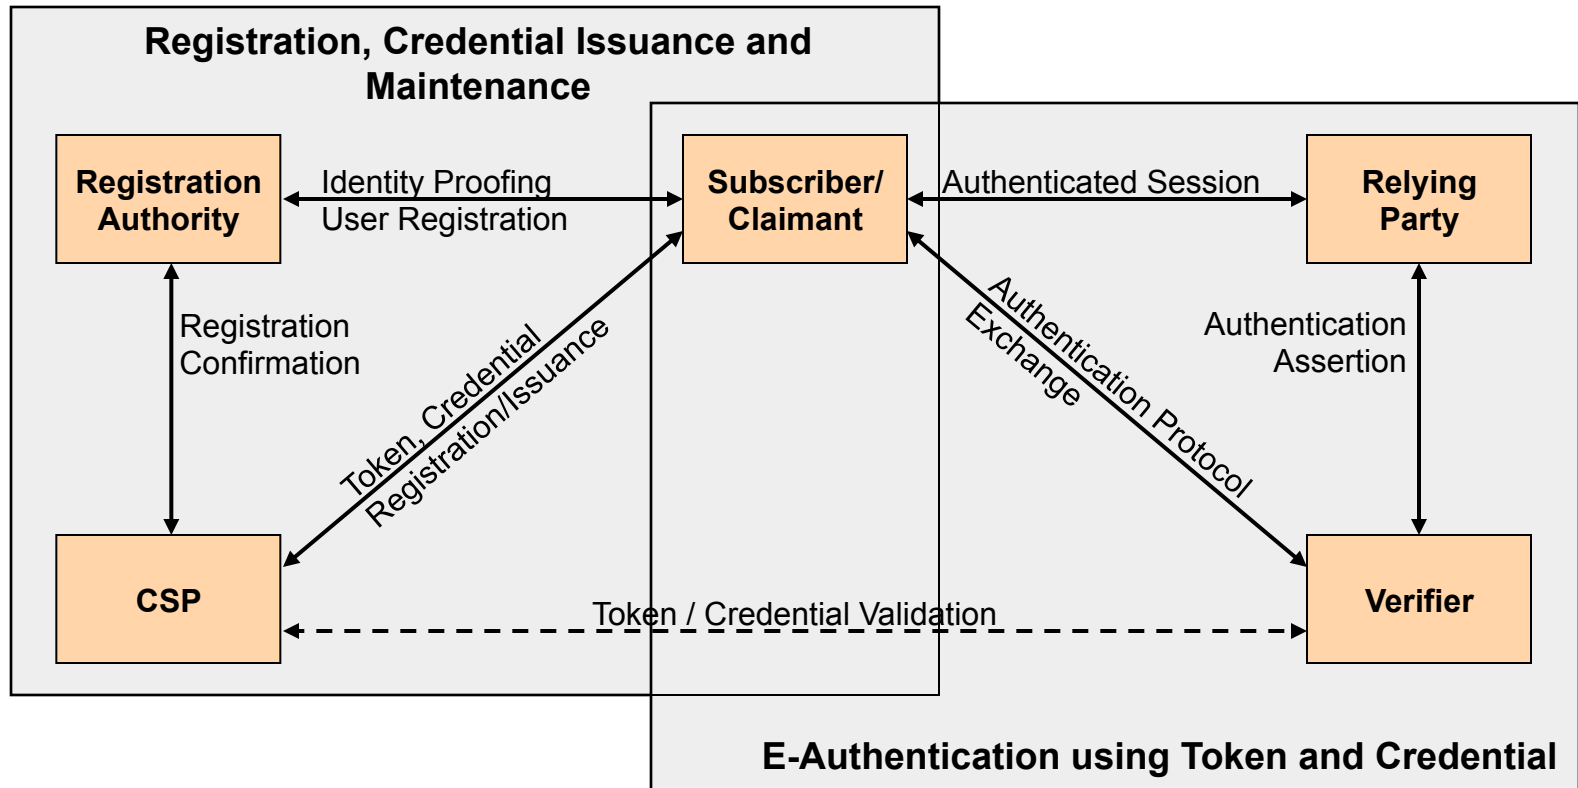 Registration, Credential Issuance and
Maintenance
Registration
Authority
Identity Proofing
User Registration
Subscriber/
Claimant
Authenticated Session
Relying
Party
Registration
Confirmation
Token, Credential
Registration/Issuance
Authentication Protocol
Exchange
Authentication
Assertion
CSP
Token / Credential Validation
Verifier
E-Authentication using Token and Credential